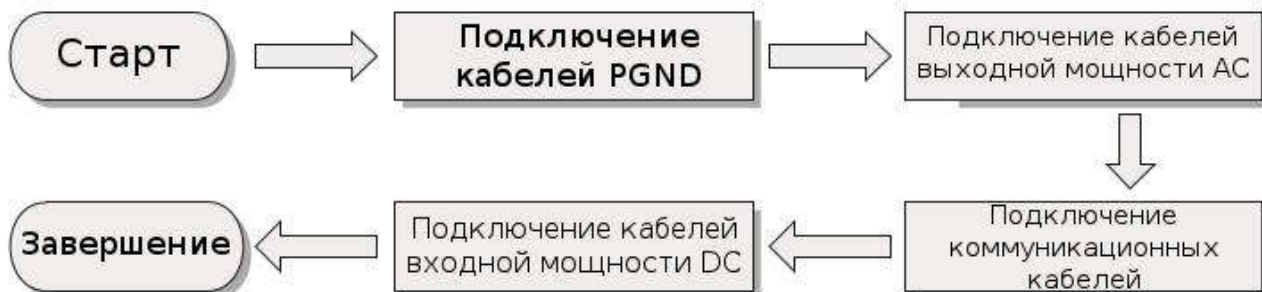 Старт
Подключение
кабелей PGND
Подключение кабелей
выходной мощности AC
Подключение
коммуникационных
кабелей
Подключение кабелей
входной мощности DC
Завершение